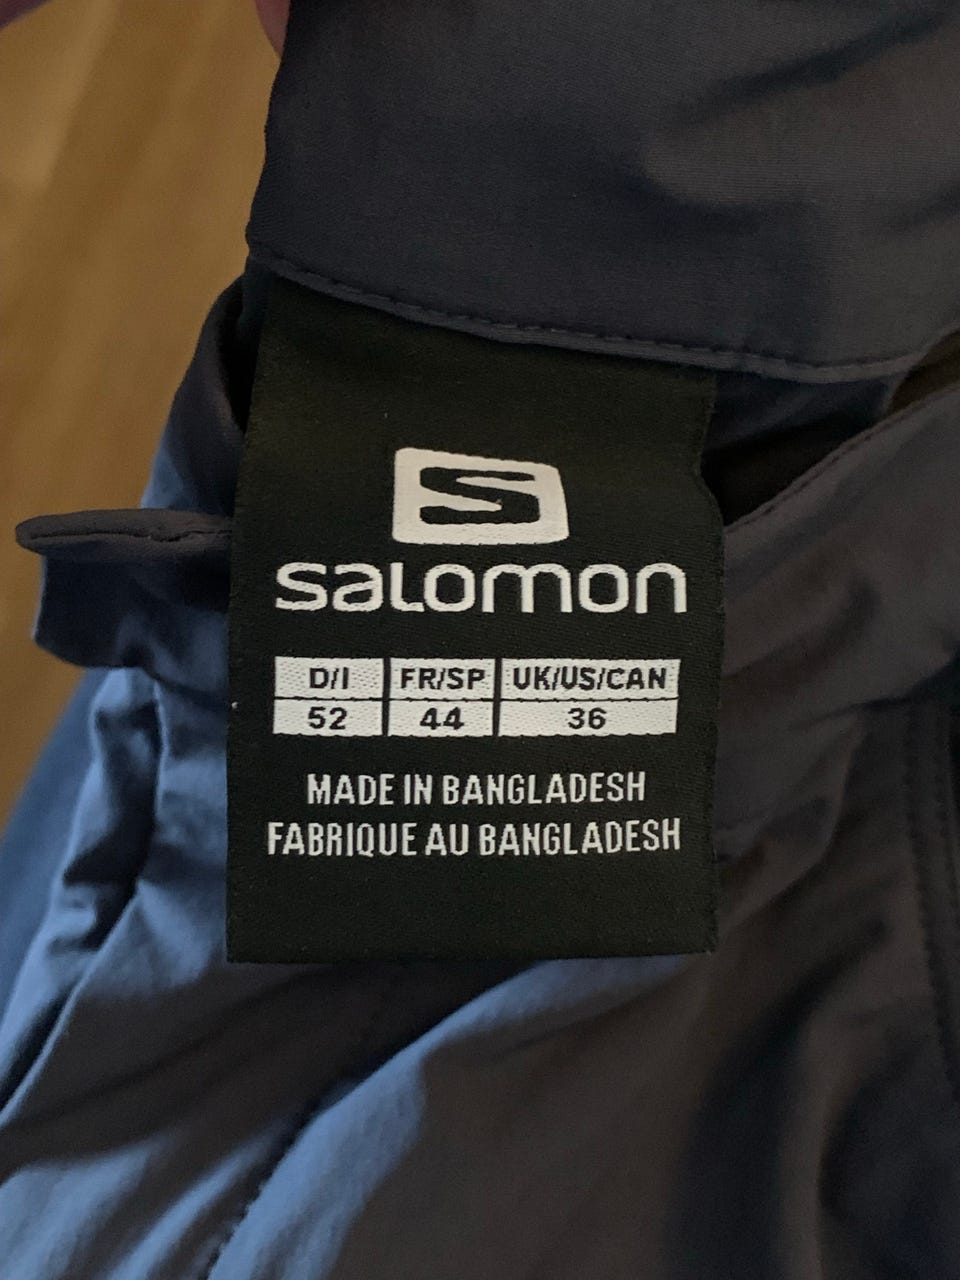 S
salomon
D/I FR/SP UK/US/CAN
52 44 36
MADE IN BANGLADESH
FABRIQUE AU BANGLADESH